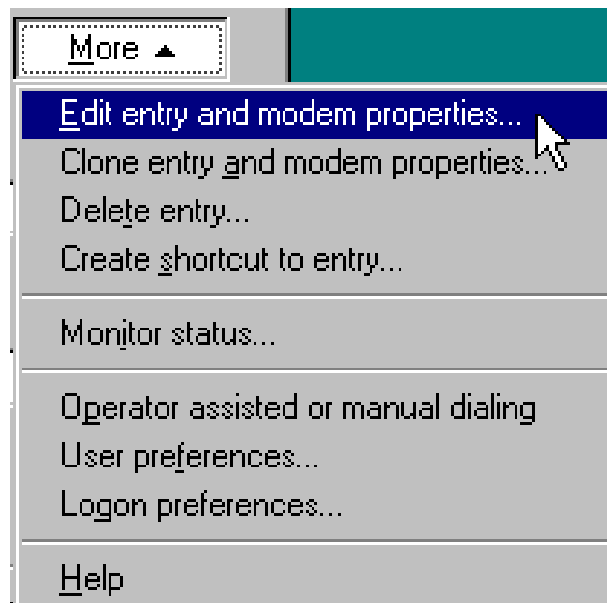 More ▲
Edit entry and modem properties...
Clone entry and modem properties...
Delete entry...
Create shortcut to entry...
Monitor status...
Operator assisted or manual dialing
User preferences...
Logon preferences...
Help